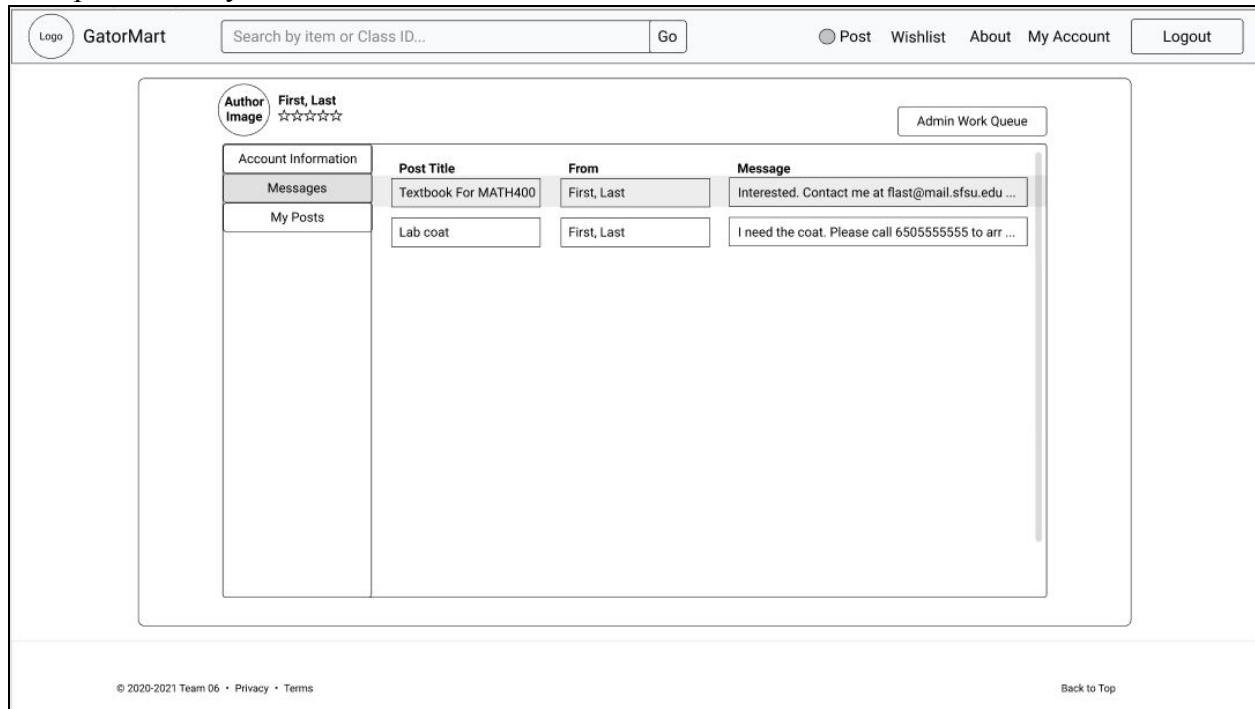 Logo GatorMart Search by item or Class ID... Go Post Wishlist About My Account Logout
Author Image
First, Last
☆☆☆☆☆
Admin Work Queue
Account Information
Messages
My Posts
Post Title From Message
Textbook For MATH400 First, Last Interested. Contact me at flast@mail.sfsu.edu ...
Lab coat First, Last I need the coat. Please call 6505555555 to arr ...
© 2020-2021 Team 06 · Privacy · Terms Back to Top